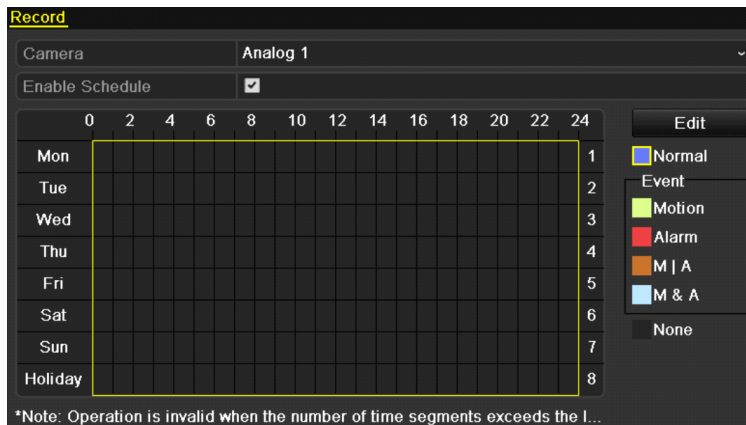 Record
Camera Analog 1
Enable Schedule
0 2 4 6 8 10 12 14 16 18 20 22 24 Edit
Mon 1 Normal
Tue 2 Event
Wed 3 Motion
Thu 4 Alarm
Fri 5 M | A
Sat 6 M & A
Sun 7 None
Holiday 8
*Note: Operation is invalid when the number of time segments exceeds the l...